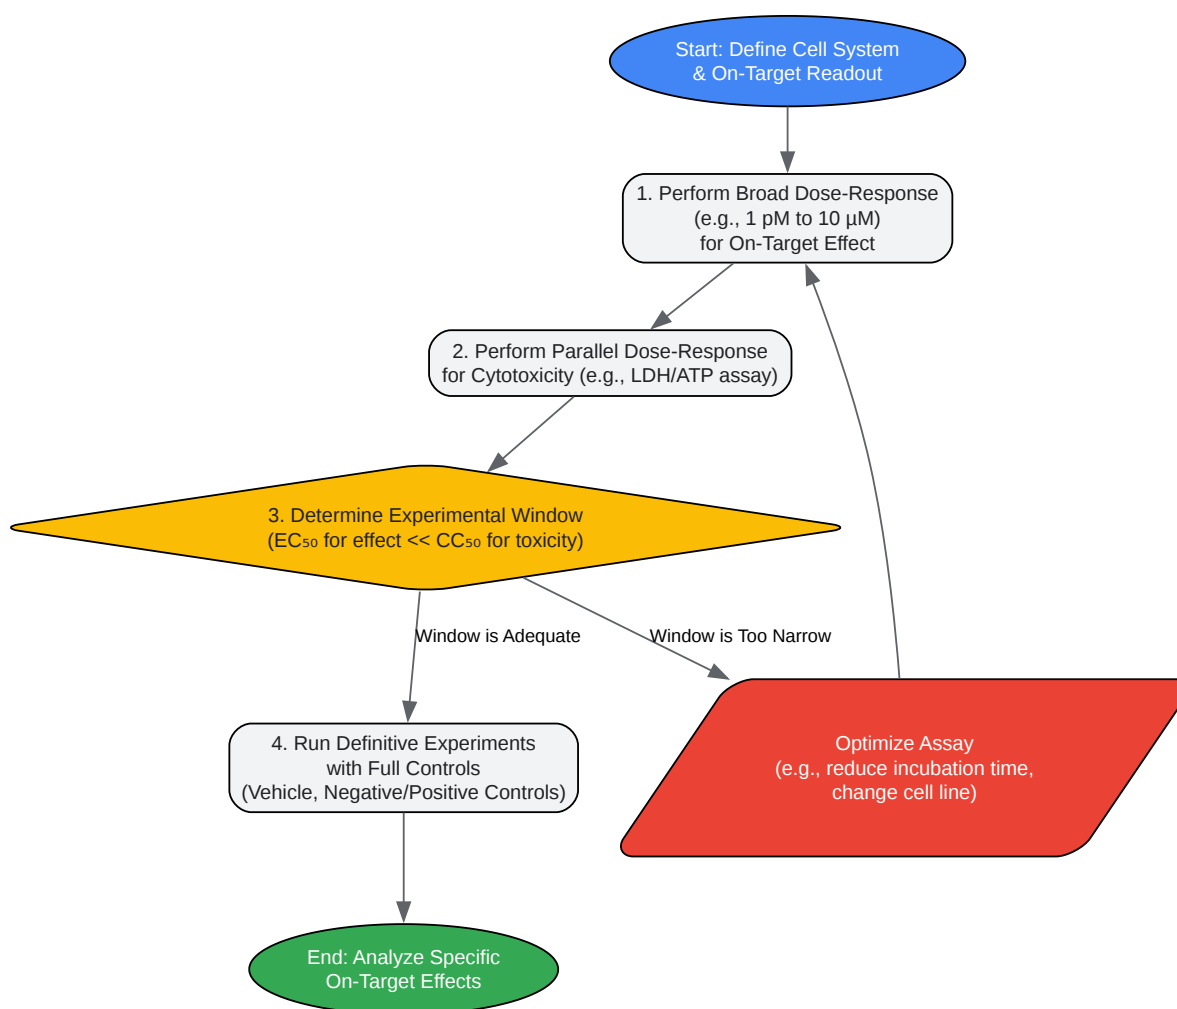 Start: Define Cell System
& On-Target Readout
1. Perform Broad Dose-Response
(e.g., 1 pM to 10 µM)
for On-Target Effect
2. Perform Parallel Dose-Response
for Cytotoxicity (e.g., LDH/ATP assay)
3. Determine Experimental Window
(EC₅₀ for effect << CC₅₀ for toxicity)
Window is Adequate
Window is Too Narrow
4. Run Definitive Experiments
with Full Controls
(Vehicle, Negative/Positive Controls)
Optimize Assay
(e.g., reduce incubation time,
change cell line)
End: Analyze Specific
On-Target Effects